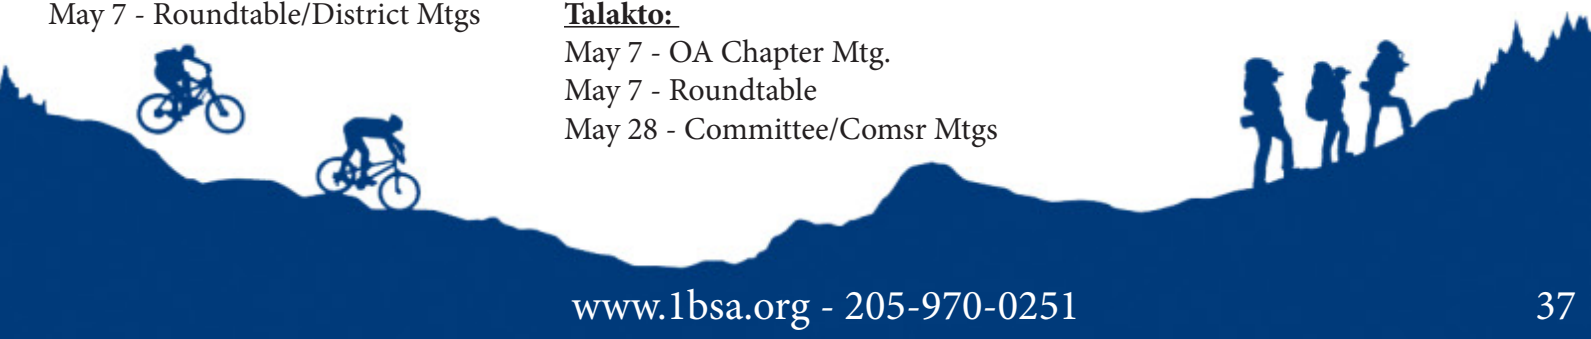 May 7 - Roundtable/District Mtgs
Talakto:
May 7 - OA Chapter Mtg.
May 7 - Roundtable
May 28 - Committee/Comsr Mtgs
www.1bsa.org - 205-970-0251
37